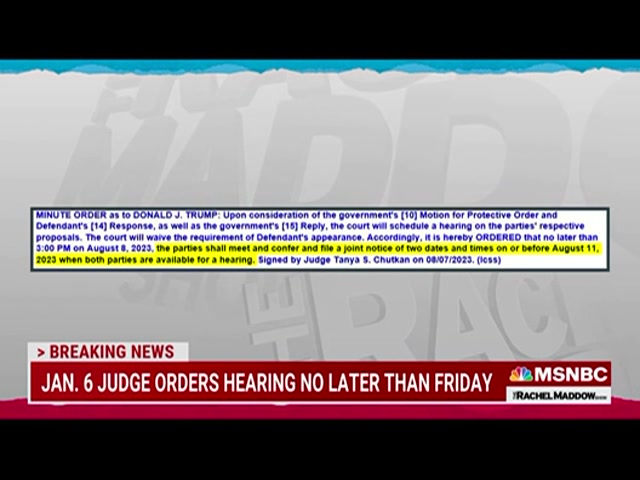 MINUTE ORDER as to DONALD J. TRUMP: Upon consideration of the government's [10] Motion for Protective Order and
Defendant's [14] Response, as well as the government's [15] Reply, the court will schedule a hearing on the parties' respective
proposals. The court will waive the requirement of Defendant's appearance. Accordingly, it is hereby ORDERED that no later than
3:00 PM on August 8, 2023, the parties shall meet and confer and file a joint notice of two dates and times on or before August 11,
2023 when both parties are available for a hearing. Signed by Judge Tanya S. Chutkan on 08/07/2023. (lcss)
> BREAKING NEWS
JAN. 6 JUDGE ORDERS HEARING NO LATER THAN FRIDAY
MSNBC
THE RACHEL MADDOW SHOW